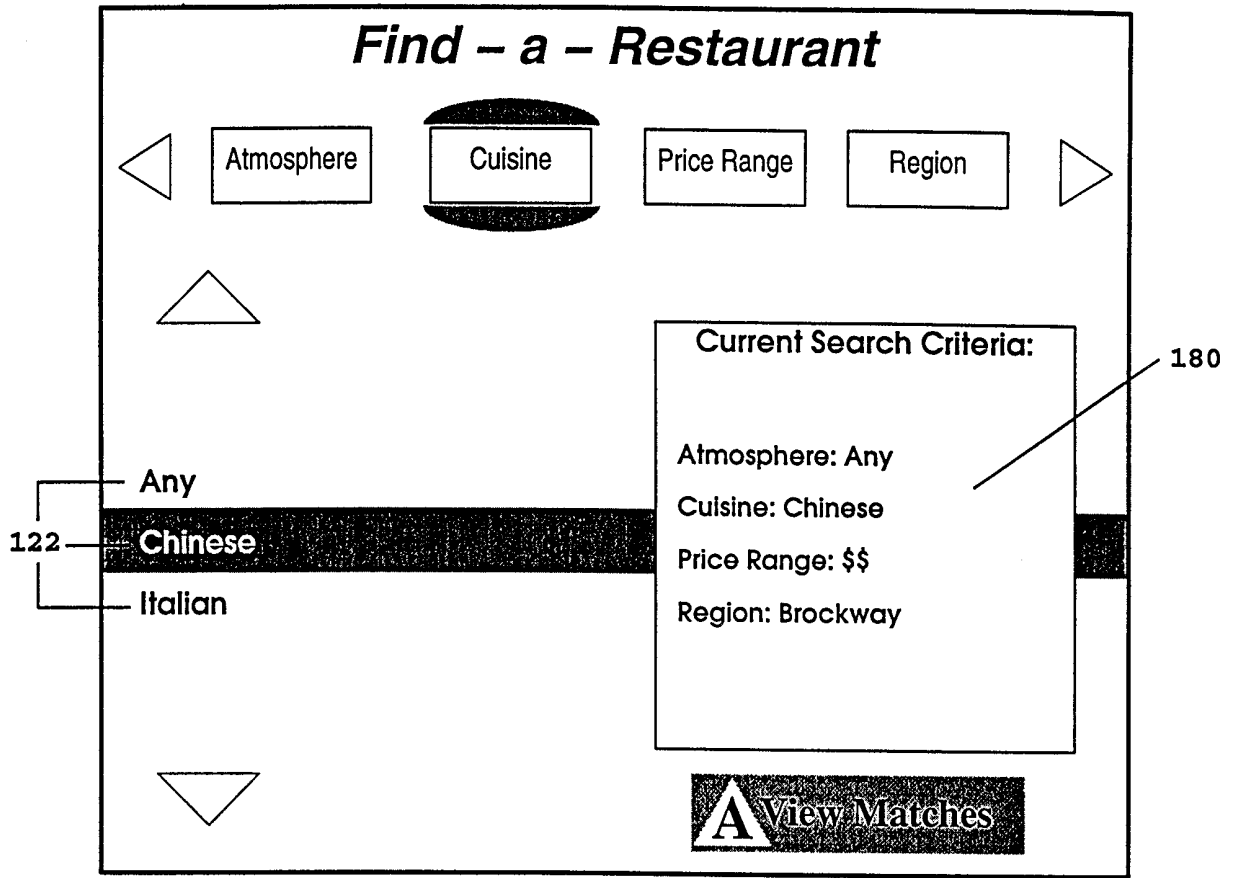 Find – a – Restaurant
Atmosphere
Cuisine
Price Range
Region
Current Search Criteria:
180
Atmosphere: Any
Any
Cuisine: Chinese
122
Chinese
Price Range: $$
Italian
Region: Brockway
A View Matches